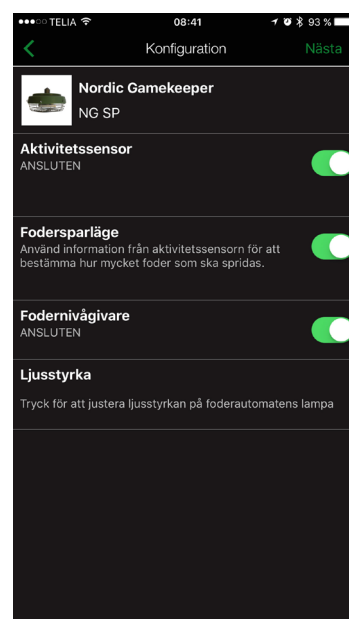 TELIA 08:41 93 %
Konfiguration Nästa
Nordic Gamekeeper
NG SP
Aktivitetssensor
ANSLUTEN
Fodersparläge
Använd information från aktivitetssensorn för att
bestämma hur mycket foder som ska spridas.
Fodernivågivare
ANSLUTEN
Ljusstyrka
Tryck för att justera ljusstyrkan på foderautomatens lampa